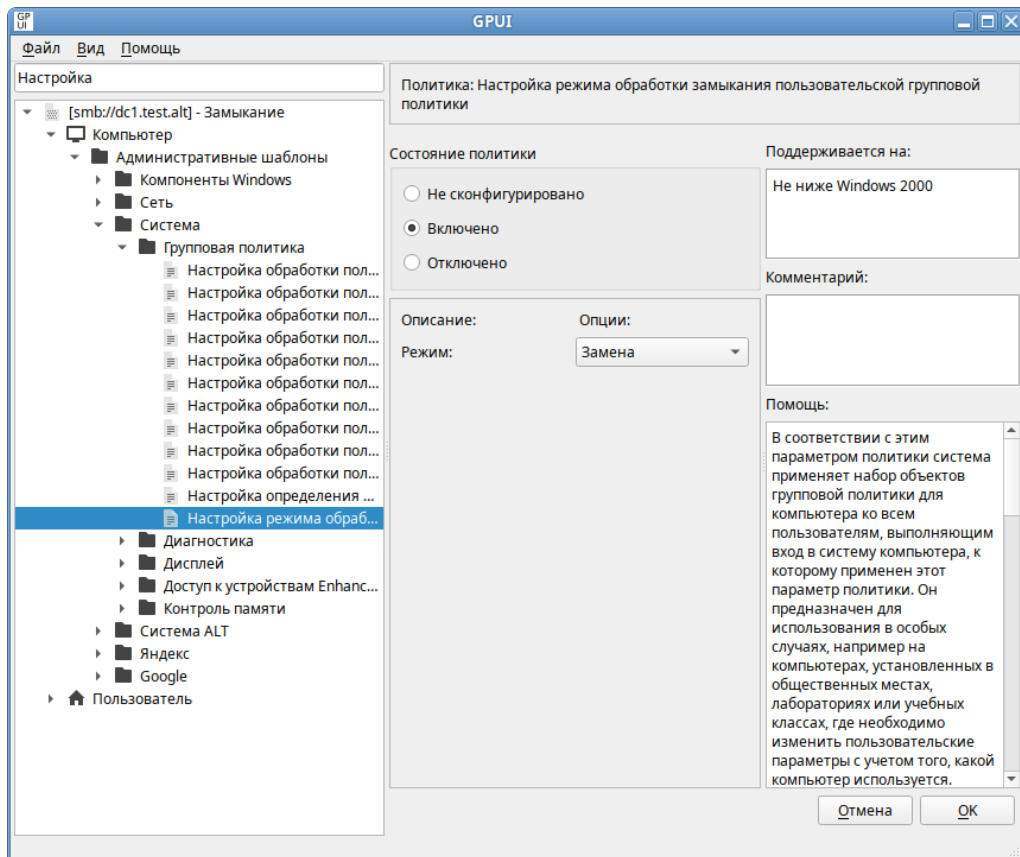 GP
UI
GPUI
Файл Вид Помощь
Настройка
[smb://dc1.test.alt] - Замыкание
Компьютер
Административные шаблоны
Компоненты Windows
Сеть
Система
Групповая политика
Настройка обработки пол...
Настройка обработки пол...
Настройка обработки пол...
Настройка обработки пол...
Настройка обработки пол...
Настройка обработки пол...
Настройка обработки пол...
Настройка обработки пол...
Настройка обработки пол...
Настройка обработки пол...
Настройка определения ...
Настройка режима обраб...
Диагностика
Дисплей
Доступ к устройствам Enhanc...
Контроль памяти
Система ALT
Яндекс
Google
Пользователь
Политика: Настройка режима обработки замыкания пользовательской групповой
политики
Состояние политики
Не сконфигурировано
Включено
Отключено
Описание: Опции:
Режим: Замена
Поддерживается на:
Не ниже Windows 2000
Комментарий:
Помощь:
В соответствии с этим
параметром политики система
применяет набор объектов
групповой политики для
компьютера ко всем
пользователям, выполняющим
вход в систему компьютера, к
которому применен этот
параметр политики. Он
предназначен для
использования в особых
случаях, например на
компьютерах, установленных в
общественных местах,
лабораториях или учебных
классах, где необходимо
изменить пользовательские
параметры с учетом того, какой
компьютер используется.
Отмена OK